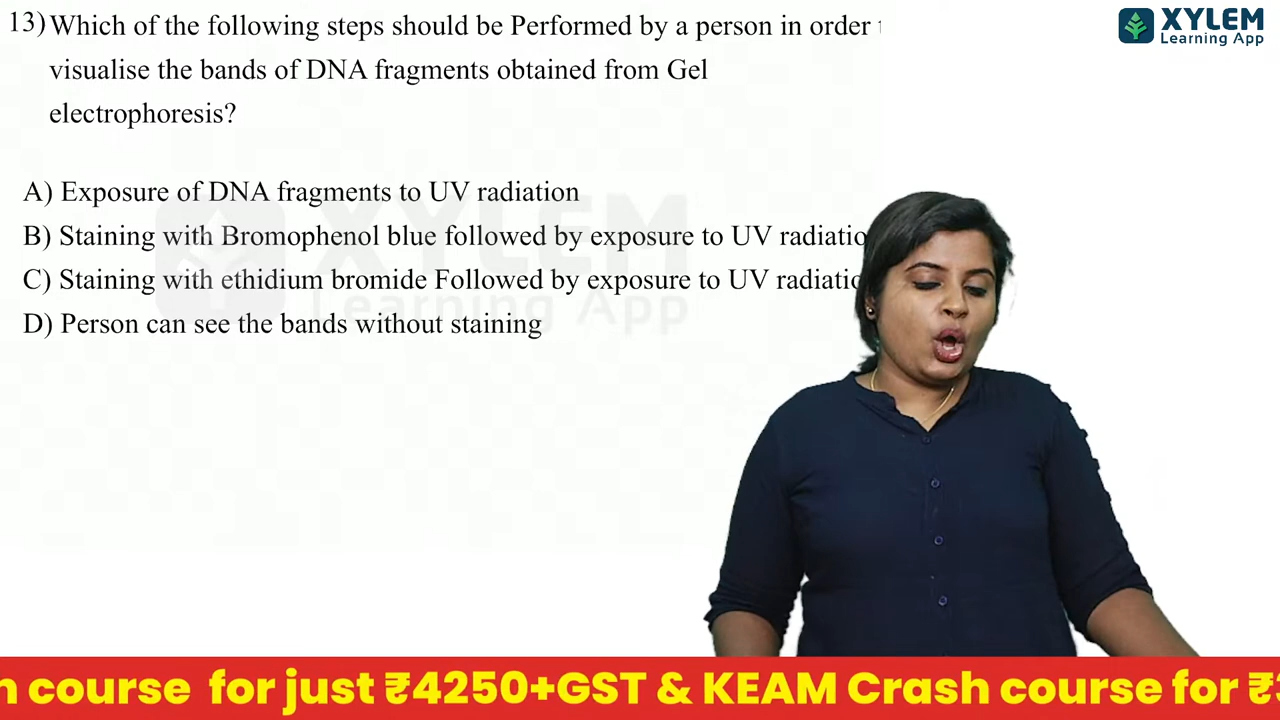 13) Which of the following steps should be Performed by a person in order
visualise the bands of DNA fragments obtained from Gel
electrophoresis?
A) Exposure of DNA fragments to UV radiation
B) Staining with Bromophenol blue followed by exposure to UV radiatio
C) Staining with ethidium bromide Followed by exposure to UV radiatio
D) Person can see the bands without staining
XYLEM
Learning App
XYLEM
Learning App
course for just ₹4250+GST & KEAM Crash course for